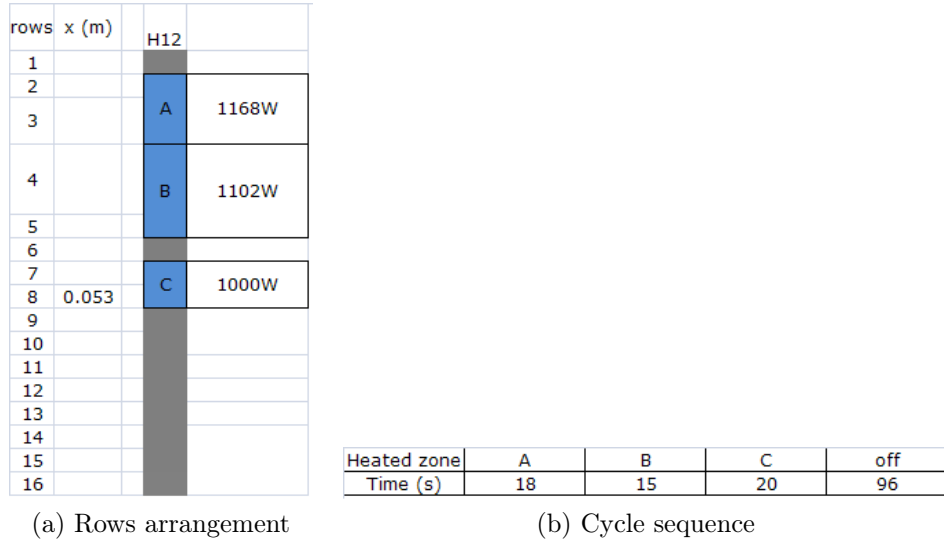 rows x (m) H12
1
2
A 1168W
3
4
B 1102W
5
6
7
C 1000W
8 0.053
9
10
11
12
13
14
15
16
Heated zone A B C off
Time (s) 18 15 20 96
(a) Rows arrangement
(b) Cycle sequence